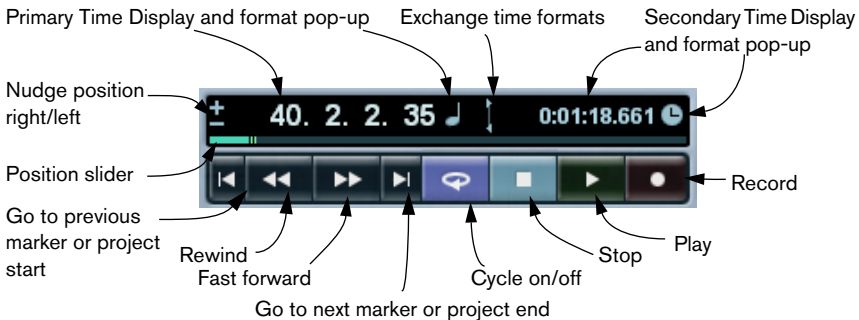 Primary Time Display and format pop-up
Exchange time formats
Secondary Time Display
and format pop-up
Nudge position
right/left
40. 2. 2. 35
0:01:18.661
Position slider
Record
Go to previous
marker or project
start
Rewind
Fast forward
Go to next marker or project end
Cycle on/off
Stop
Play